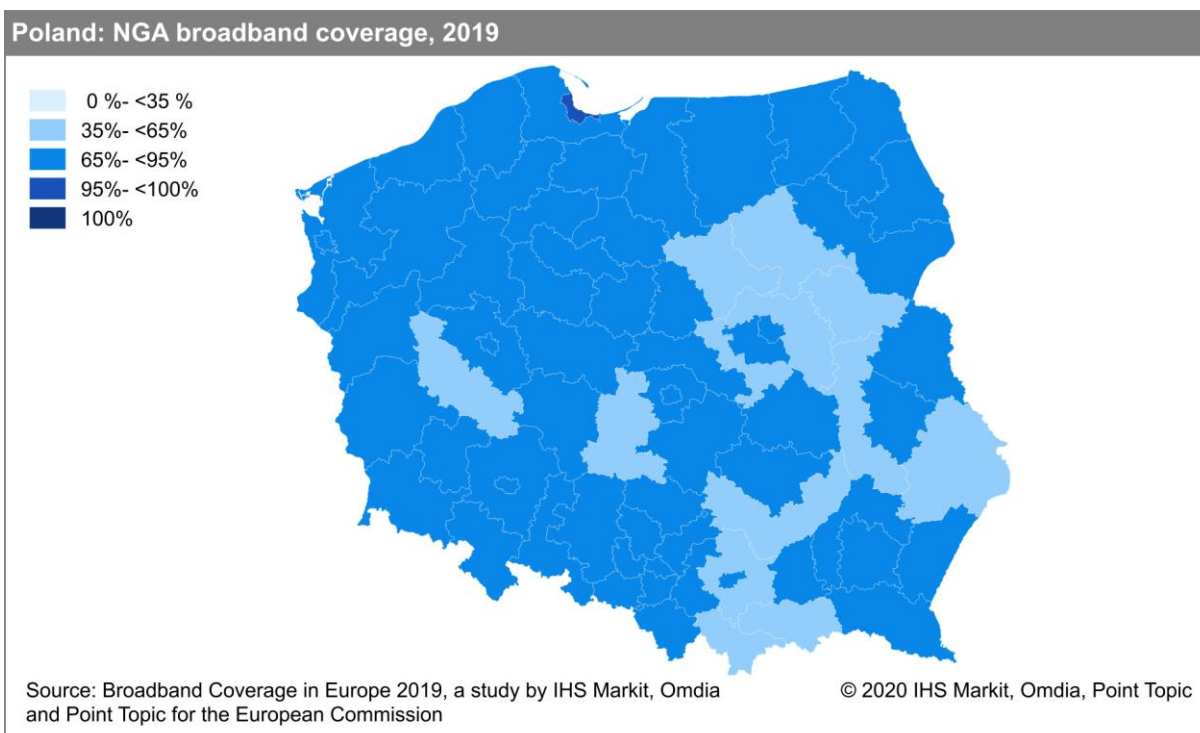 Poland: NGA broadband coverage, 2019
0 %- <35 %
35%- <65%
65%- <95%
95%- <100%
100%
Source: Broadband Coverage in Europe 2019, a study by IHS Markit, Omdia
and Point Topic for the European Commission
© 2020 IHS Markit, Omdia, Point Topic